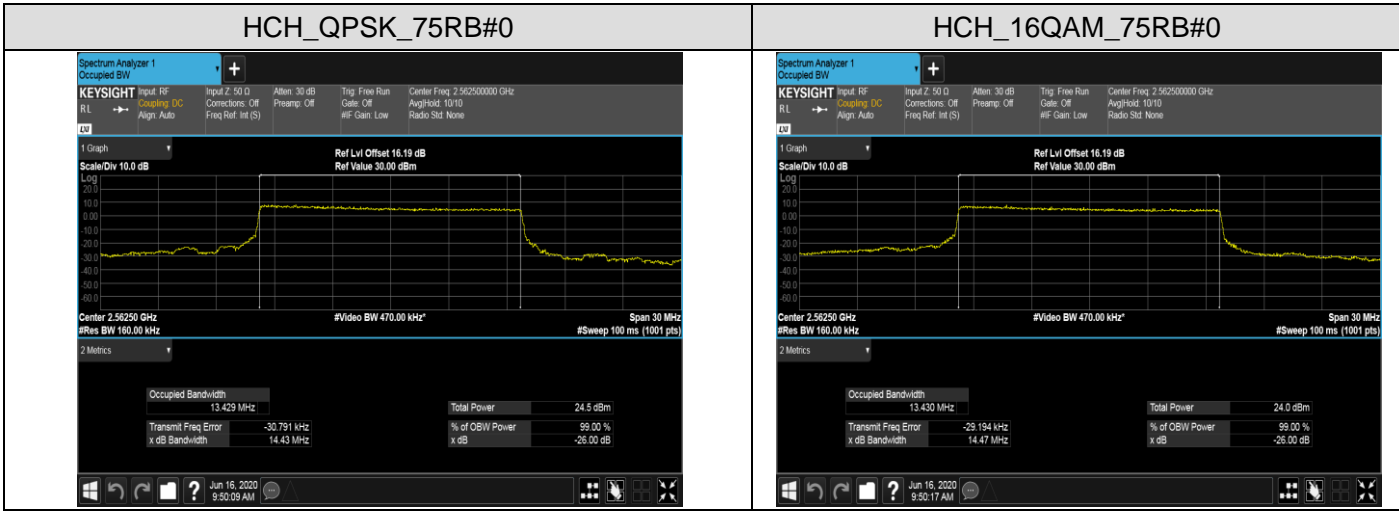 HCH_QPSK_75RB#0
Spectrum Analyzer 1
Occupied BW
+
KEYSIGHT
R L
LXI
Input: RF
Coupling: DC
Align: Auto
Input Z: 50 Ω
Corrections: Off
Freq Ref: Int (S)
Atten: 30 dB
Preamp: Off
Trig: Free Run
Gate: Off
#IF Gain: Low
Center Freq: 2.562500000 GHz
Avg|Hold: 10/10
Radio Std: None
1 Graph
Scale/Div 10.0 dB
Ref Lvl Offset 16.19 dB
Ref Value 30.00 dBm
Log
20.0
10.0
0.00
-10.0
-20.0
-30.0
-40.0
-50.0
-60.0
Center 2.56250 GHz
#Video BW 470.00 kHz*
Span 30 MHz
#Res BW 160.00 kHz
#Sweep 100 ms (1001 pts)
2 Metrics
Occupied Bandwidth
13.429 MHz
Total Power 24.5 dBm
Transmit Freq Error -30.791 kHz
% of OBW Power 99.00 %
x dB Bandwidth 14.43 MHz
x dB -26.00 dB
?
Jun 16, 2020
9:50:09 AM
HCH_16QAM_75RB#0
Spectrum Analyzer 1
Occupied BW
+
KEYSIGHT
R L
LXI
Input: RF
Coupling: DC
Align: Auto
Input Z: 50 Ω
Corrections: Off
Freq Ref: Int (S)
Atten: 30 dB
Preamp: Off
Trig: Free Run
Gate: Off
#IF Gain: Low
Center Freq: 2.562500000 GHz
Avg|Hold: 10/10
Radio Std: None
1 Graph
Scale/Div 10.0 dB
Ref Lvl Offset 16.19 dB
Ref Value 30.00 dBm
Log
20.0
10.0
0.00
-10.0
-20.0
-30.0
-40.0
-50.0
-60.0
Center 2.56250 GHz
#Video BW 470.00 kHz*
Span 30 MHz
#Res BW 160.00 kHz
#Sweep 100 ms (1001 pts)
2 Metrics
Occupied Bandwidth
13.430 MHz
Total Power 24.0 dBm
Transmit Freq Error -29.194 kHz
% of OBW Power 99.00 %
x dB Bandwidth 14.47 MHz
x dB -26.00 dB
?
Jun 16, 2020
9:50:17 AM